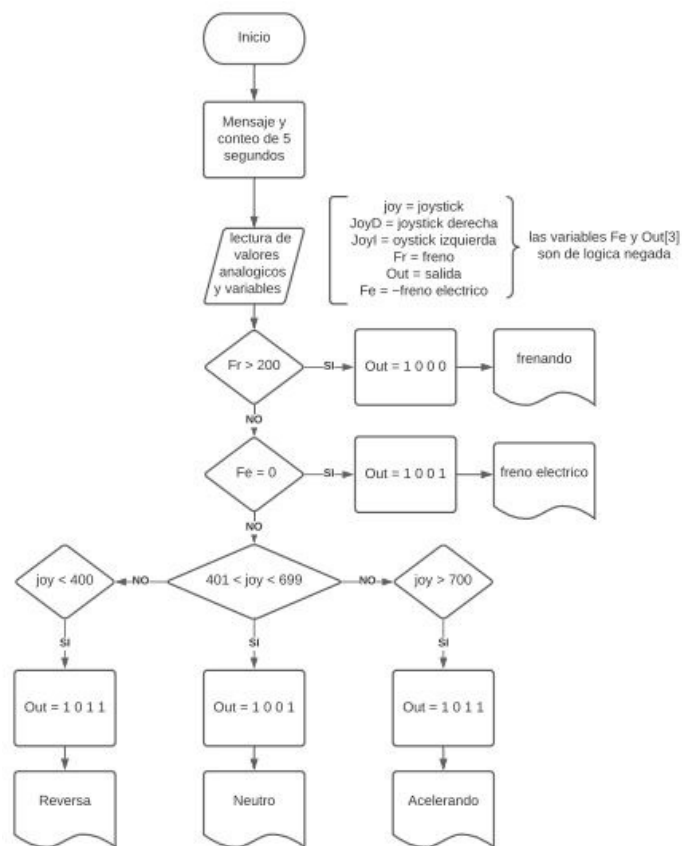 Inicio
Mensaje y
conteo de 5
segundos
lectura de
valores
analogicos
y variables
joy = joystick
JoyD = joystick derecha
JoyI = oystick izquierda
Fr = freno
Out = salida
Fe = ~freno electrico
las variables Fe y Out[3]
son de logica negada
Fr > 200
SI
Out = 1 0 0 0
frenando
NO
Fe = 0
SI
Out = 1 0 0 1
freno electrico
NO
joy < 400
NO
401 < joy < 699
NO
joy > 700
SI
SI
SI
Out = 1 0 1 1
Out = 1 0 0 1
Out = 1 0 1 1
Reversa
Neutro
Acelerando